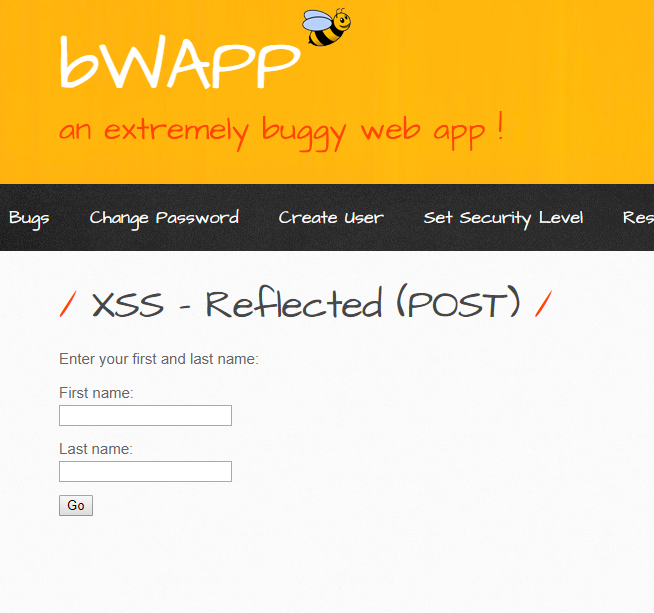 bWAPP
an extremely buggy web app !
Bugs Change Password Create User Set Security Level Res
/ XSS - Reflected (POST) /
Enter your first and last name:
First name:
Last name:
Go